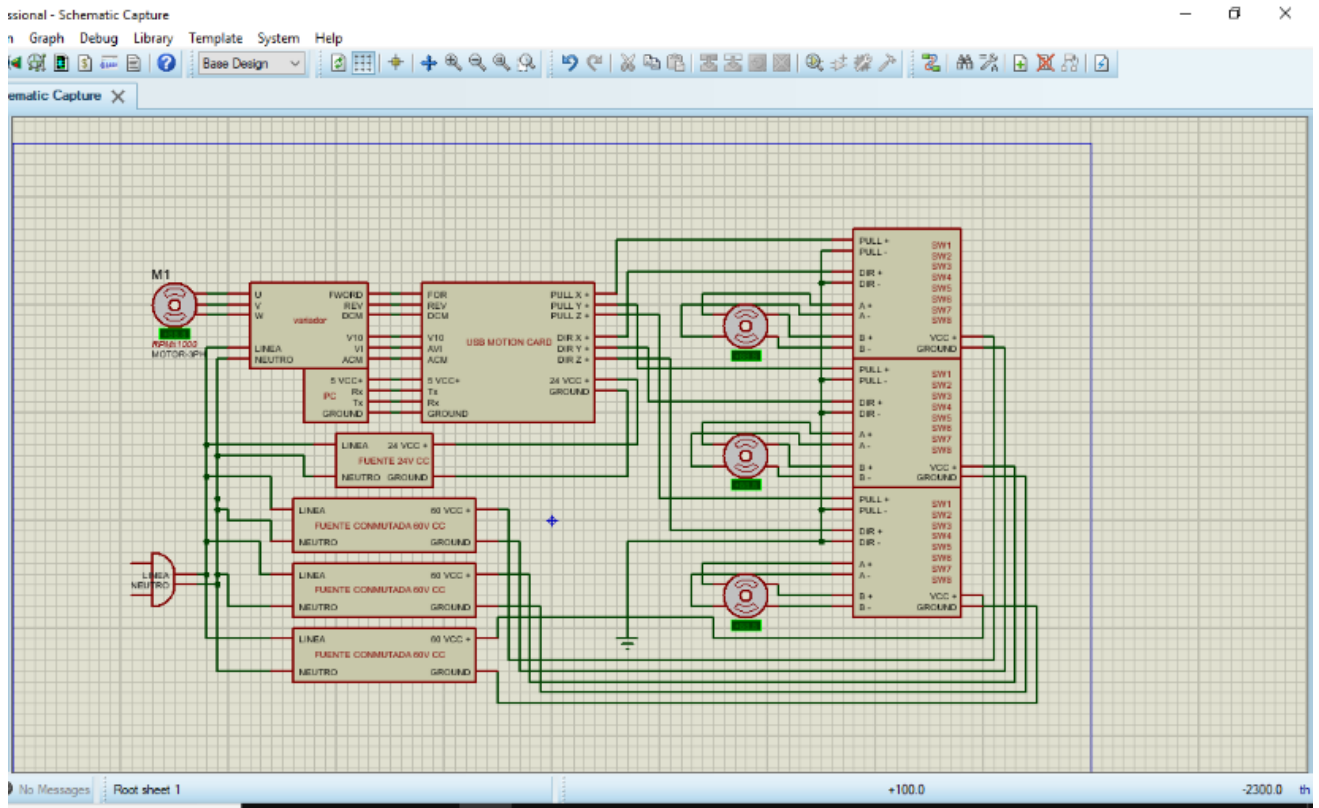 ssional - Schematic Capture
n Graph Debug Library Template System Help
Base Design
ematic Capture
M1
RPM:1000
MOTOR-3PH
U
V
W
LINEA
NEUTRO
variador
FWORD
REV
DCM
V10
VI
ACM
IPC
5 VCC+
Rx
Tx
GROUND
FOR
REV
DCM
V10
AVI
ACM
5 VCC+
Tx
Rx
GROUND
USB MOTION CARD
PULL X +
PULL Y +
PULL Z +
DIR X +
DIR Y +
DIR Z +
24 VCC +
GROUND
LINEA 24 VCC +
FUENTE 24V CC
NEUTRO GROUND
LINEA 60 VCC +
FUENTE CONMUTADA 60V CC
NEUTRO GROUND
LINEA 60 VCC +
FUENTE CONMUTADA 60V CC
NEUTRO GROUND
LINEA 60 VCC +
FUENTE CONMUTADA 60V CC
NEUTRO GROUND
LINEA
NEUTRO
PULL +
PULL -
DIR +
DIR -
A +
A -
B +
B -
SW1
SW2
SW3
SW4
SW5
SW6
SW7
SW8
VCC +
GROUND
PULL +
PULL -
DIR +
DIR -
A +
A -
B +
B -
SW1
SW2
SW3
SW4
SW5
SW6
SW7
SW8
VCC +
GROUND
PULL +
PULL -
DIR +
DIR -
A +
A -
B +
B -
SW1
SW2
SW3
SW4
SW5
SW6
SW7
SW8
VCC +
GROUND
No Messages Root sheet 1 +100.0 -2300.0 th